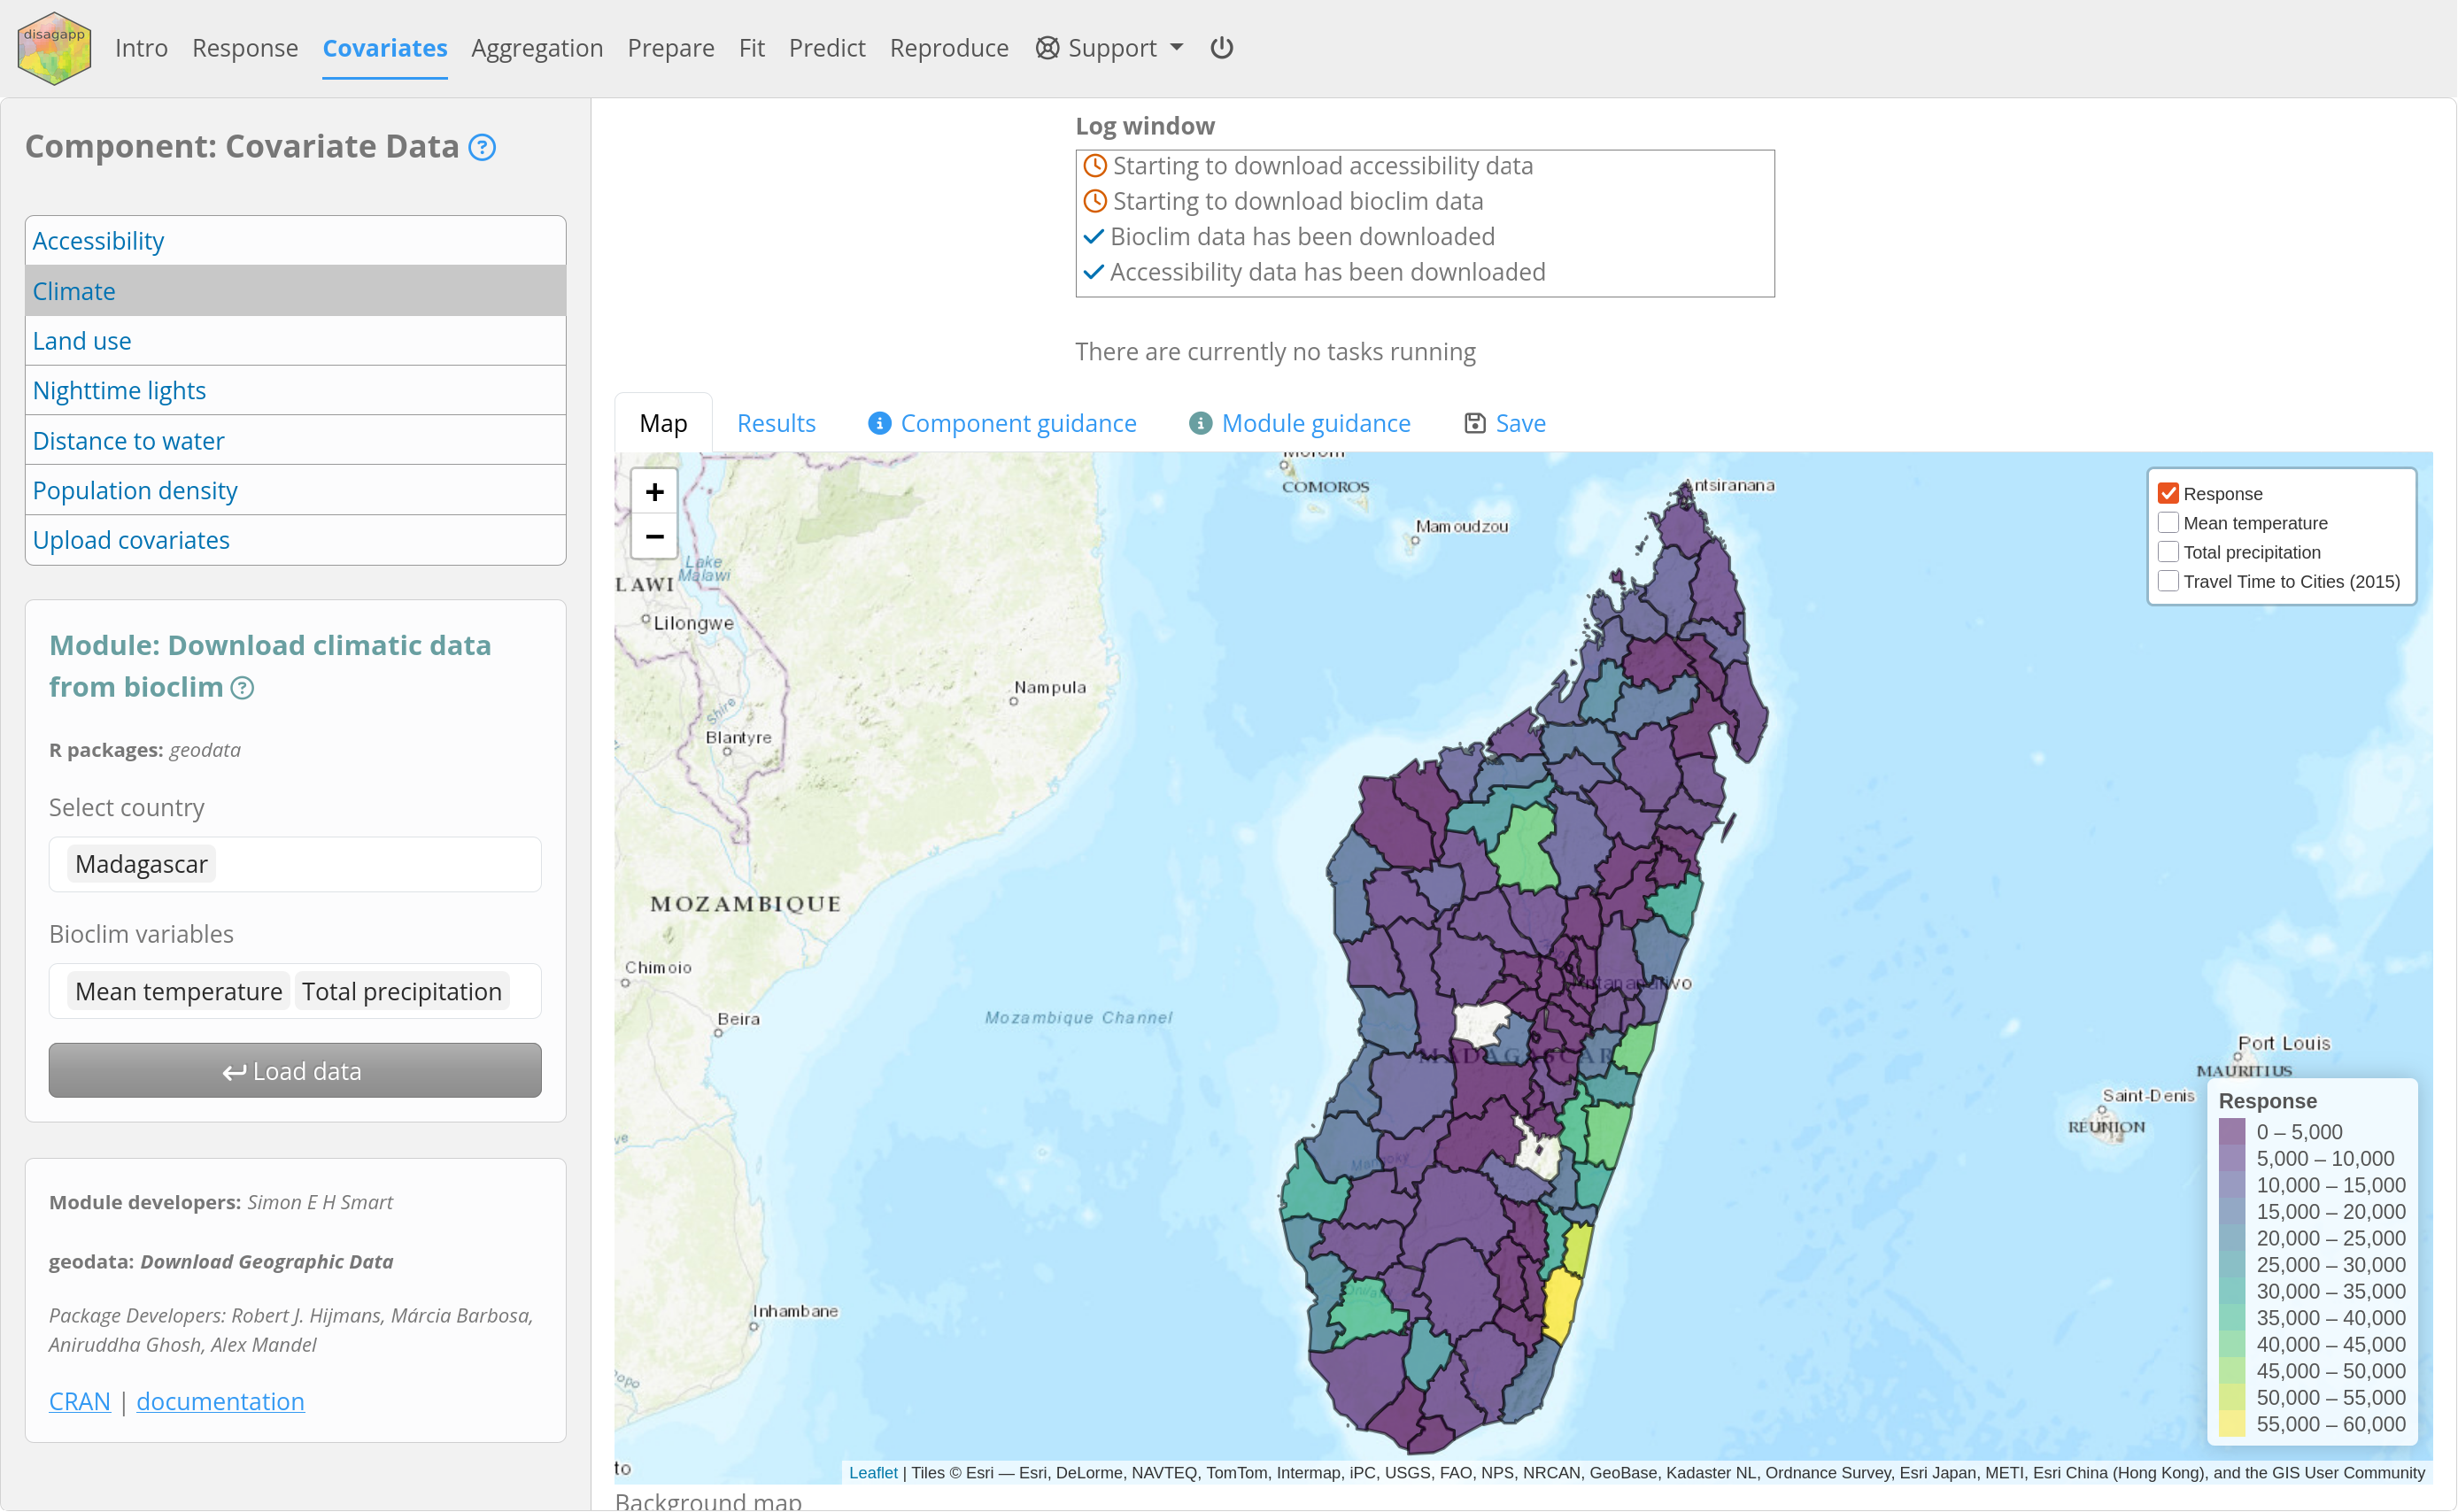 disagapp
Intro Response Covariates Aggregation Prepare Fit Predict Reproduce Support
Component: Covariate Data ?
Accessibility
Climate
Land use
Nighttime lights
Distance to water
Population density
Upload covariates
Module: Download climatic data
from bioclim ?
R packages: geodata
Select country
Madagascar
Bioclim variables
Mean temperature Total precipitation
Load data
Module developers: Simon E H Smart
geodata: Download Geographic Data
Package Developers: Robert J. Hijmans, Márcia Barbosa,
Aniruddha Ghosh, Alex Mandel
CRAN | documentation
Log window
Starting to download accessibility data
Starting to download bioclim data
Bioclim data has been downloaded
Accessibility data has been downloaded
There are currently no tasks running
Map Results Component guidance Module guidance Save
+
−
Response
Mean temperature
Total precipitation
Travel Time to Cities (2015)
COMOROS
Mamoudzou
Antsiranana
Lake
Malawi
LAWI
Lilongwe
Nampula
Shire
Blantyre
MOZAMBIQUE
Chimoio
Beira
Mozambique Channel
Antananarivo
MADAGASCAR
Mangoky
Port Louis
MAURITIUS
Saint-Denis
REUNION
Inhambane
Response
0 – 5,000
5,000 – 10,000
10,000 – 15,000
15,000 – 20,000
20,000 – 25,000
25,000 – 30,000
30,000 – 35,000
35,000 – 40,000
40,000 – 45,000
45,000 – 50,000
50,000 – 55,000
55,000 – 60,000
to
Leaflet | Tiles © Esri — Esri, DeLorme, NAVTEQ, TomTom, Intermap, iPC, USGS, FAO, NPS, NRCAN, GeoBase, Kadaster NL, Ordnance Survey, Esri Japan, METI, Esri China (Hong Kong), and the GIS User Community
Background map